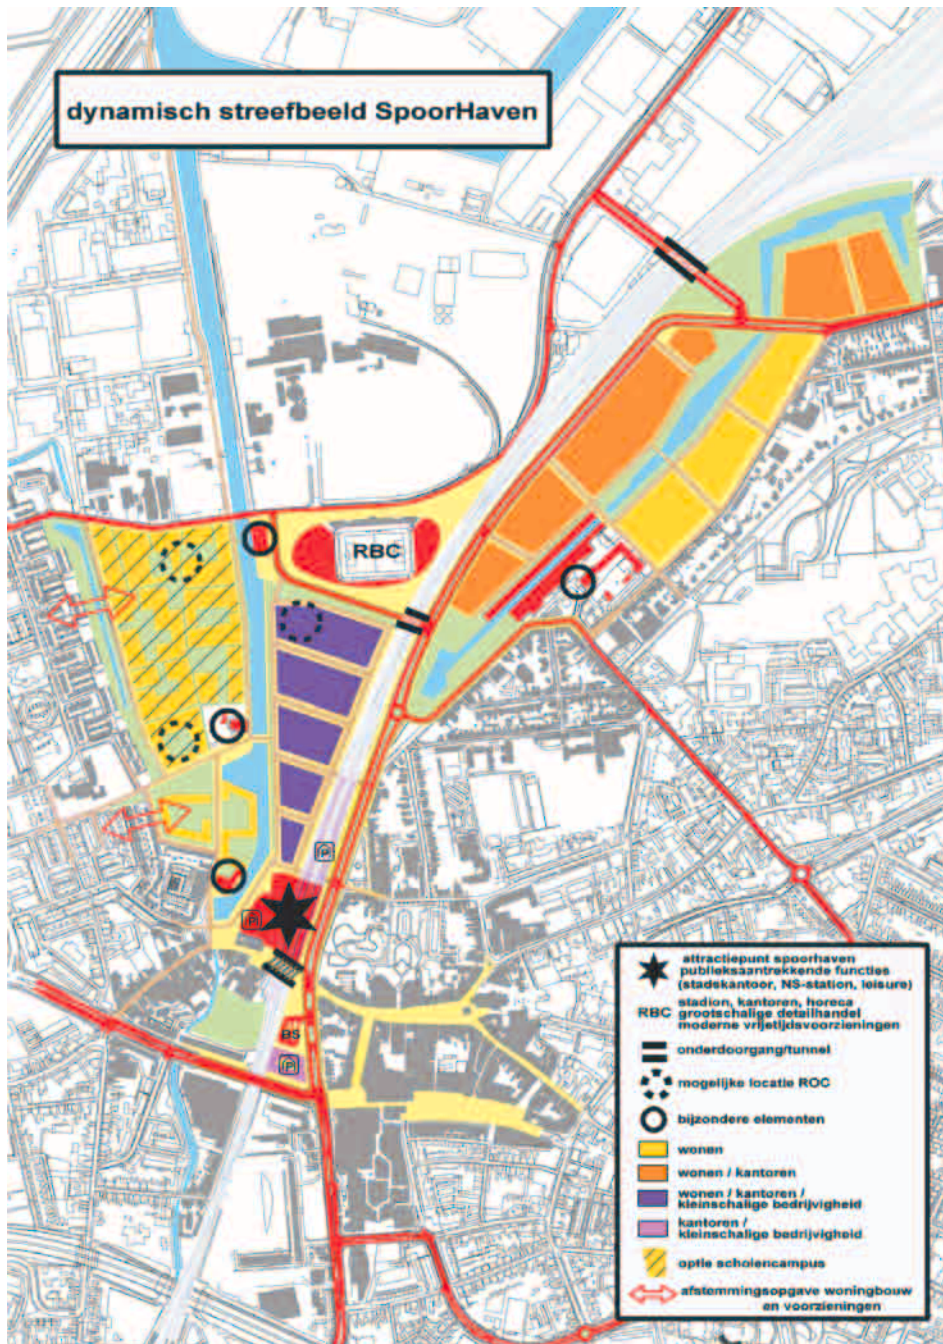 dynamisch streefbeeld SpoorHaven
RBC
P
P
BS
P
attractiepunt spoorhaven
publieksaantrekkende functies
(stadskantoor, NS-station, leisure)
RBC stadion, kantoren, horeca
grootschalige detailhandel
moderne vrijetijdsvoorzieningen
onderdoorgang/tunnel
mogelijke locatie ROC
bijzondere elementen
wonen
wonen / kantoren
wonen / kantoren /
kleinschalige bedrijvigheid
kantoren /
kleinschalige bedrijvigheid
optie scholencampus
afstemmingsopgave woningbouw
en voorzieningen